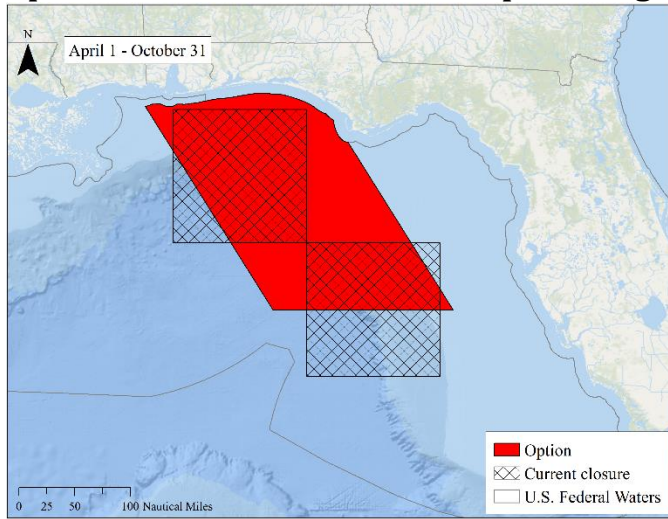 N
April 1 - October 31
Option
Current closure
U.S. Federal Waters
0 25 50 100 Nautical Miles